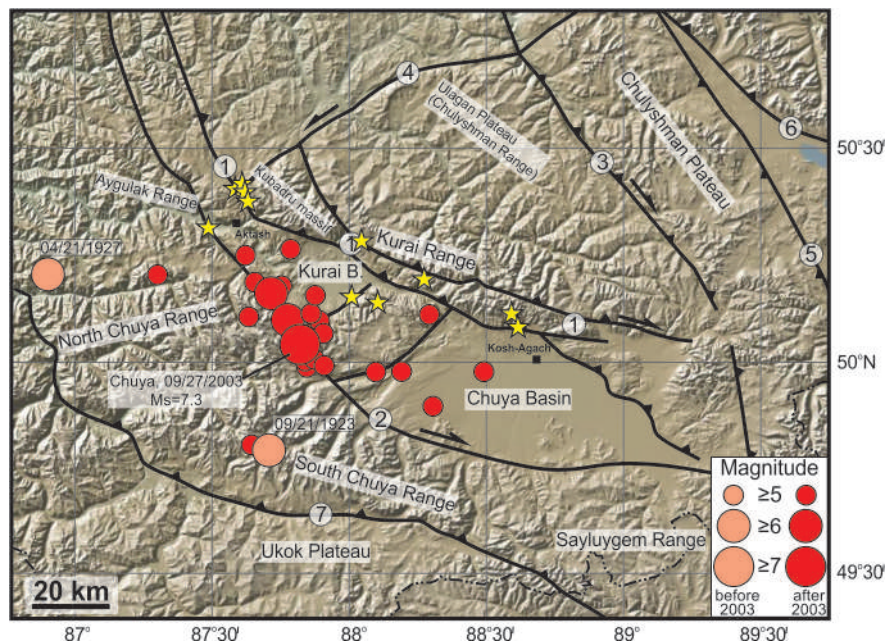 4
6
Ulagan Plateau
(Chulyshman Range)
Chulyshman Plateau
50°30'
1
3
Kubadru massif
Aygulak Range
Aktash
04/21/1927
1
Kurai Range
5
Kurai B.
North Chuya Range
1
Kosh-Agach
50°N
Chuya, 09/27/2003
Ms=7.3
Chuya Basin
09/21/1923
2
South Chuya Range
7
Ukok Plateau
Sayluygem Range
Magnitude
≥5
≥6
≥7
before
2003
after
2003
49°30'
20 km
87°
87°30'
88°
88°30'
89°
89°30'